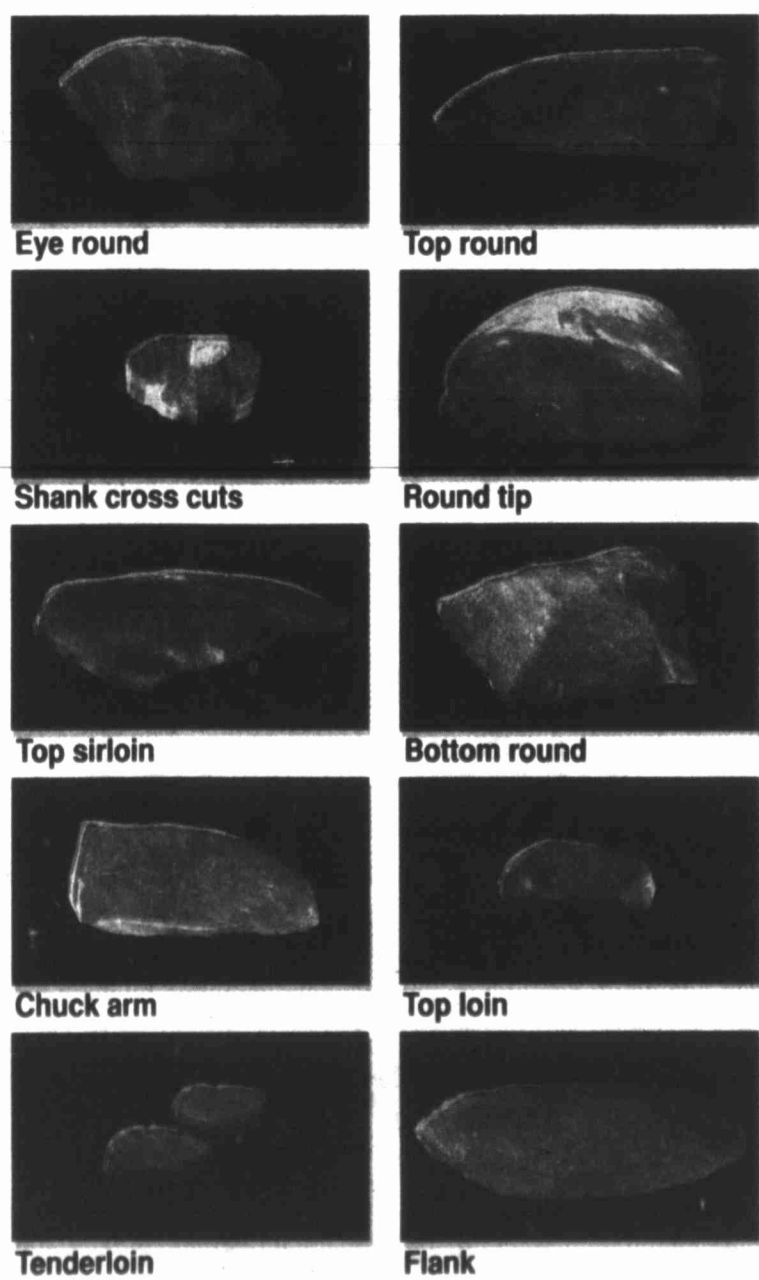 Eye round
Top round
Shank cross cuts
Round tip
Top sirloin
Bottom round
Chuck arm
Top loin
Tenderloin
Flank